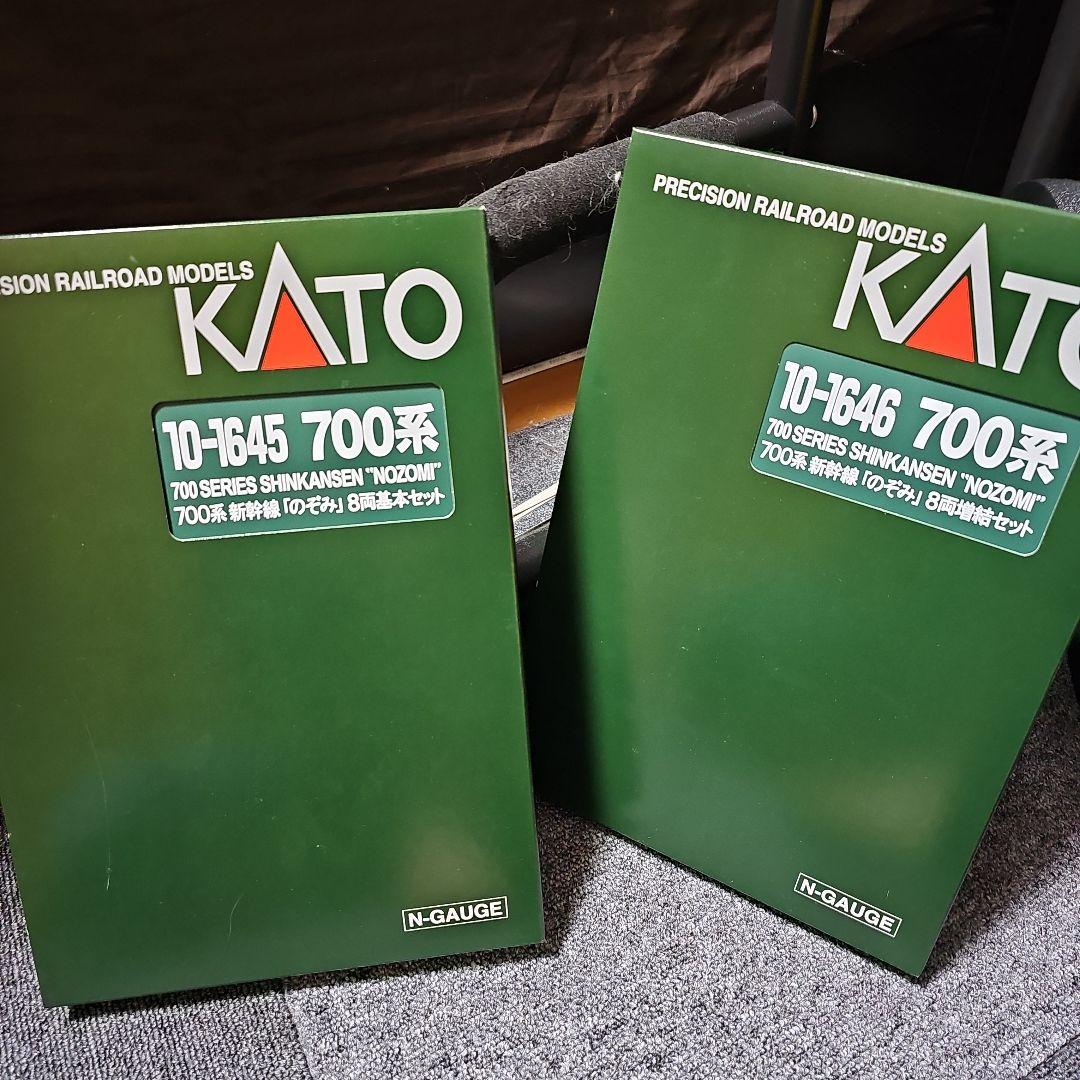 SION RAILROAD MODELS
KATO
10-1645 700系
700 SERIES SHINKANSEN "NOZOMI"
700系 新幹線「のぞみ」8両基本セット
N-GAUGE
PRECISION RAILROAD MODELS
KATO
10-1646 700系
700 SERIES SHINKANSEN "NOZOMI"
700系 新幹線「のぞみ」8両増結セット
N-GAUGE